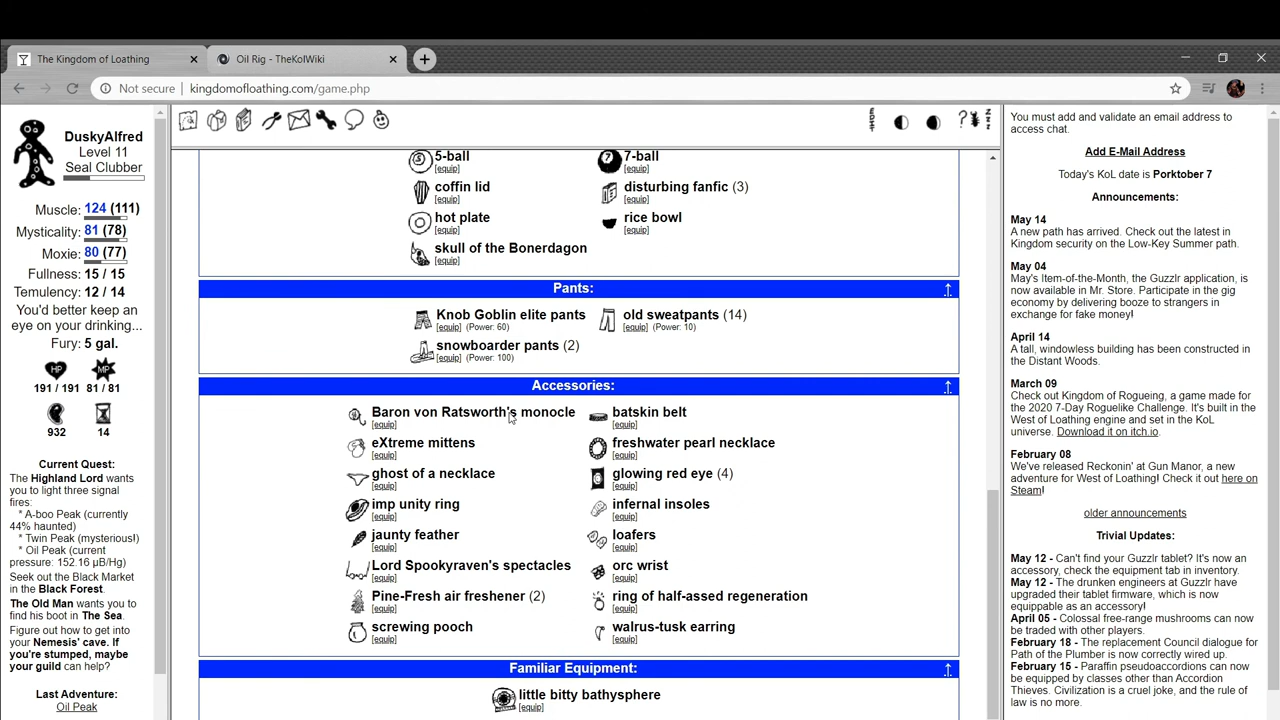 The Kingdom of Loathing
Oil Rig - TheKolWiki
Not secure | kingdomofloathing.com/game.php
DuskyAlfred
Level 11
Seal Clubber
Muscle: 124 (111)
Mysticality: 81 (78)
Moxie: 80 (77)
Fullness: 15 / 15
Temulency: 12 / 14
You'd better keep an
eye on your drinking...
Fury: 5 gal.
HP
MP
191 / 191
81 / 81
932
14
Current Quest:
The Highland Lord wants
you to light three signal
fires:
* A-boo Peak (currently
44% haunted)
* Twin Peak (mysterious!)
* Oil Peak (current
pressure: 152.16 µB/Hg)
Seek out the Black Market
in the Black Forest.
The Old Man wants you to
find his boot in The Sea.
Figure out how to get into
your Nemesis' cave. If
you're stumped, maybe
your guild can help?
Last Adventure:
Oil Peak
5-ball
[equip]
7-ball
[equip]
coffin lid
[equip]
disturbing fanfic (3)
[equip]
hot plate
[equip]
rice bowl
[equip]
skull of the Bonerdagon
[equip]
Pants:
Knob Goblin elite pants
[equip] (Power: 60)
old sweatpants (14)
[equip] (Power: 10)
snowboarder pants (2)
[equip] (Power: 100)
Accessories:
Baron von Ratsworth's monocle
[equip]
batskin belt
[equip]
eXtreme mittens
[equip]
freshwater pearl necklace
[equip]
ghost of a necklace
[equip]
glowing red eye (4)
[equip]
imp unity ring
[equip]
infernal insoles
[equip]
jaunty feather
[equip]
loafers
[equip]
Lord Spookyraven's spectacles
[equip]
orc wrist
[equip]
Pine-Fresh air freshener (2)
[equip]
ring of half-assed regeneration
[equip]
screwing pooch
[equip]
walrus-tusk earring
[equip]
Familiar Equipment:
little bitty bathysphere
[equip]
You must add and validate an email address to
access chat.
Add E-Mail Address
Today's KoL date is Porktober 7
Announcements:
May 14
A new path has arrived. Check out the latest in
Kingdom security on the Low-Key Summer path.
May 04
May's Item-of-the-Month, the Guzzlr application, is
now available in Mr. Store. Participate in the gig
economy by delivering booze to strangers in
exchange for fake money!
April 14
A tall, windowless building has been constructed in
the Distant Woods.
March 09
Check out Kingdom of Rogueing, a game made for
the 2020 7-Day Roguelike Challenge. It's built in the
West of Loathing engine and set in the KoL
universe. Download it on itch.io.
February 08
We've released Reckonin' at Gun Manor, a new
adventure for West of Loathing! Check it out here on
Steam!
older announcements
Trivial Updates:
May 12 - Can't find your Guzzlr tablet? It's now an
accessory, check the equipment tab in inventory.
May 12 - The drunken engineers at Guzzlr have
upgraded their tablet firmware, which is now
equippable as an accessory!
April 05 - Colossal free-range mushrooms can now
be traded with other players.
February 18 - The replacement Council dialogue for
Path of the Plumber is now correctly wired up.
February 15 - Paraffin pseudoaccordions can now
be equipped by classes other than Accordion
Thieves. Civilization is a cruel joke, and the rule of
law is no more.